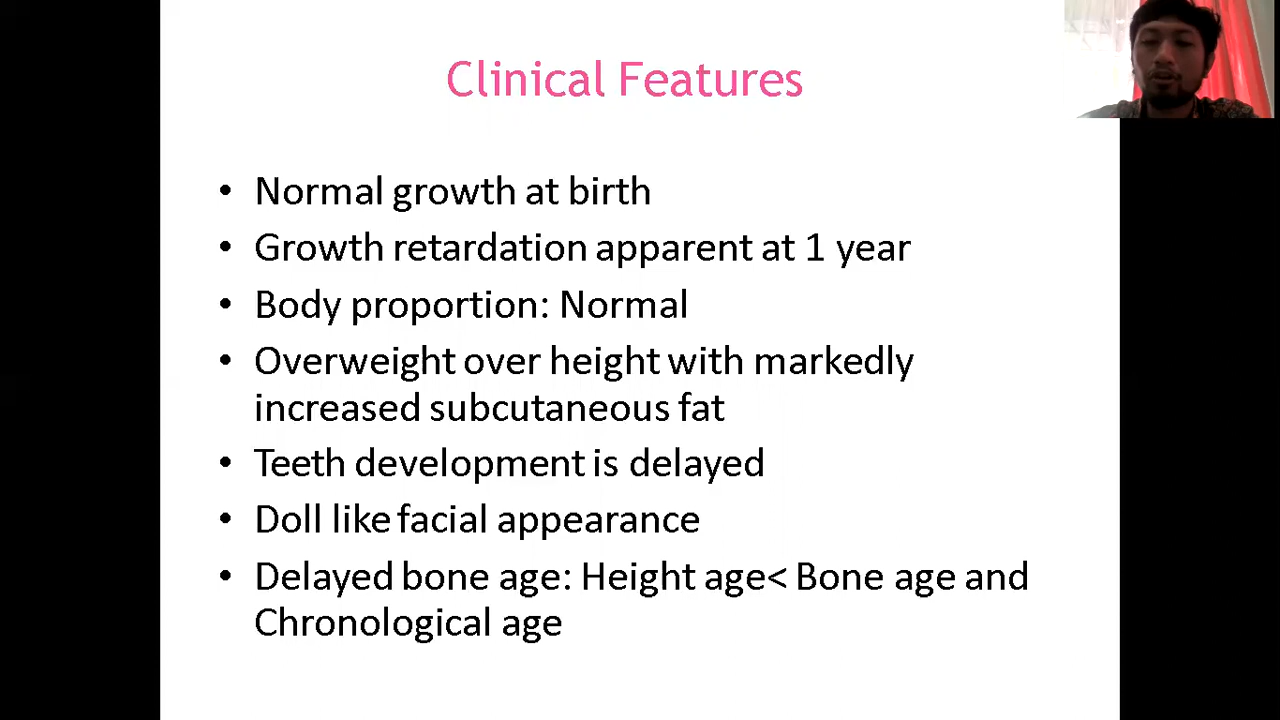 Clinical Features
• Normal growth at birth
• Growth retardation apparent at 1 year
• Body proportion: Normal
• Overweight over height with markedly
increased subcutaneous fat
• Teeth development is delayed
• Doll like facial appearance
• Delayed bone age: Height age< Bone age and
Chronological age